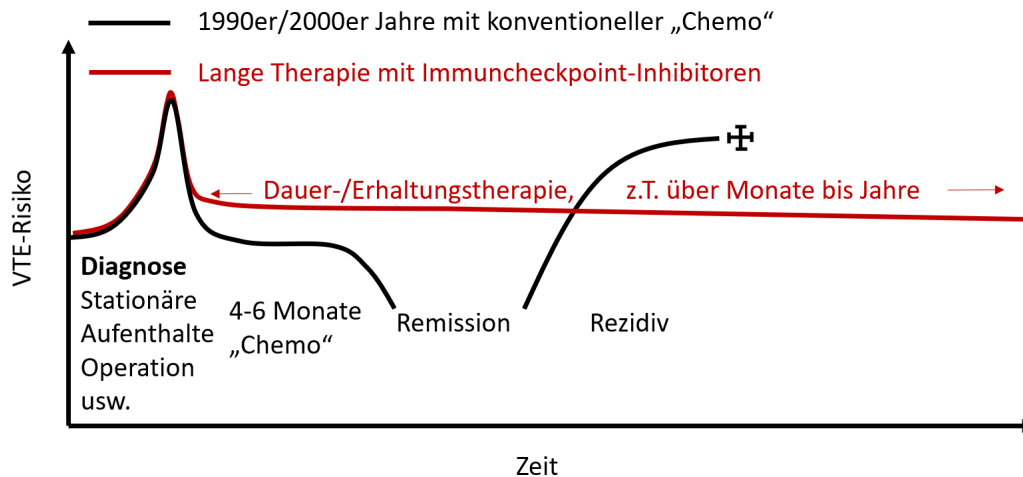 1990er/2000er Jahre mit konventioneller „Chemo“
Lange Therapie mit Immuncheckpoint-Inhibitoren
Dauer-/Erhaltungstherapie, z.T. über Monate bis Jahre
VTE-Risiko
Diagnose
Stationäre
Aufenthalte
Operation
usw.
4-6 Monate
„Chemo“
Remission
Rezidiv
Zeit